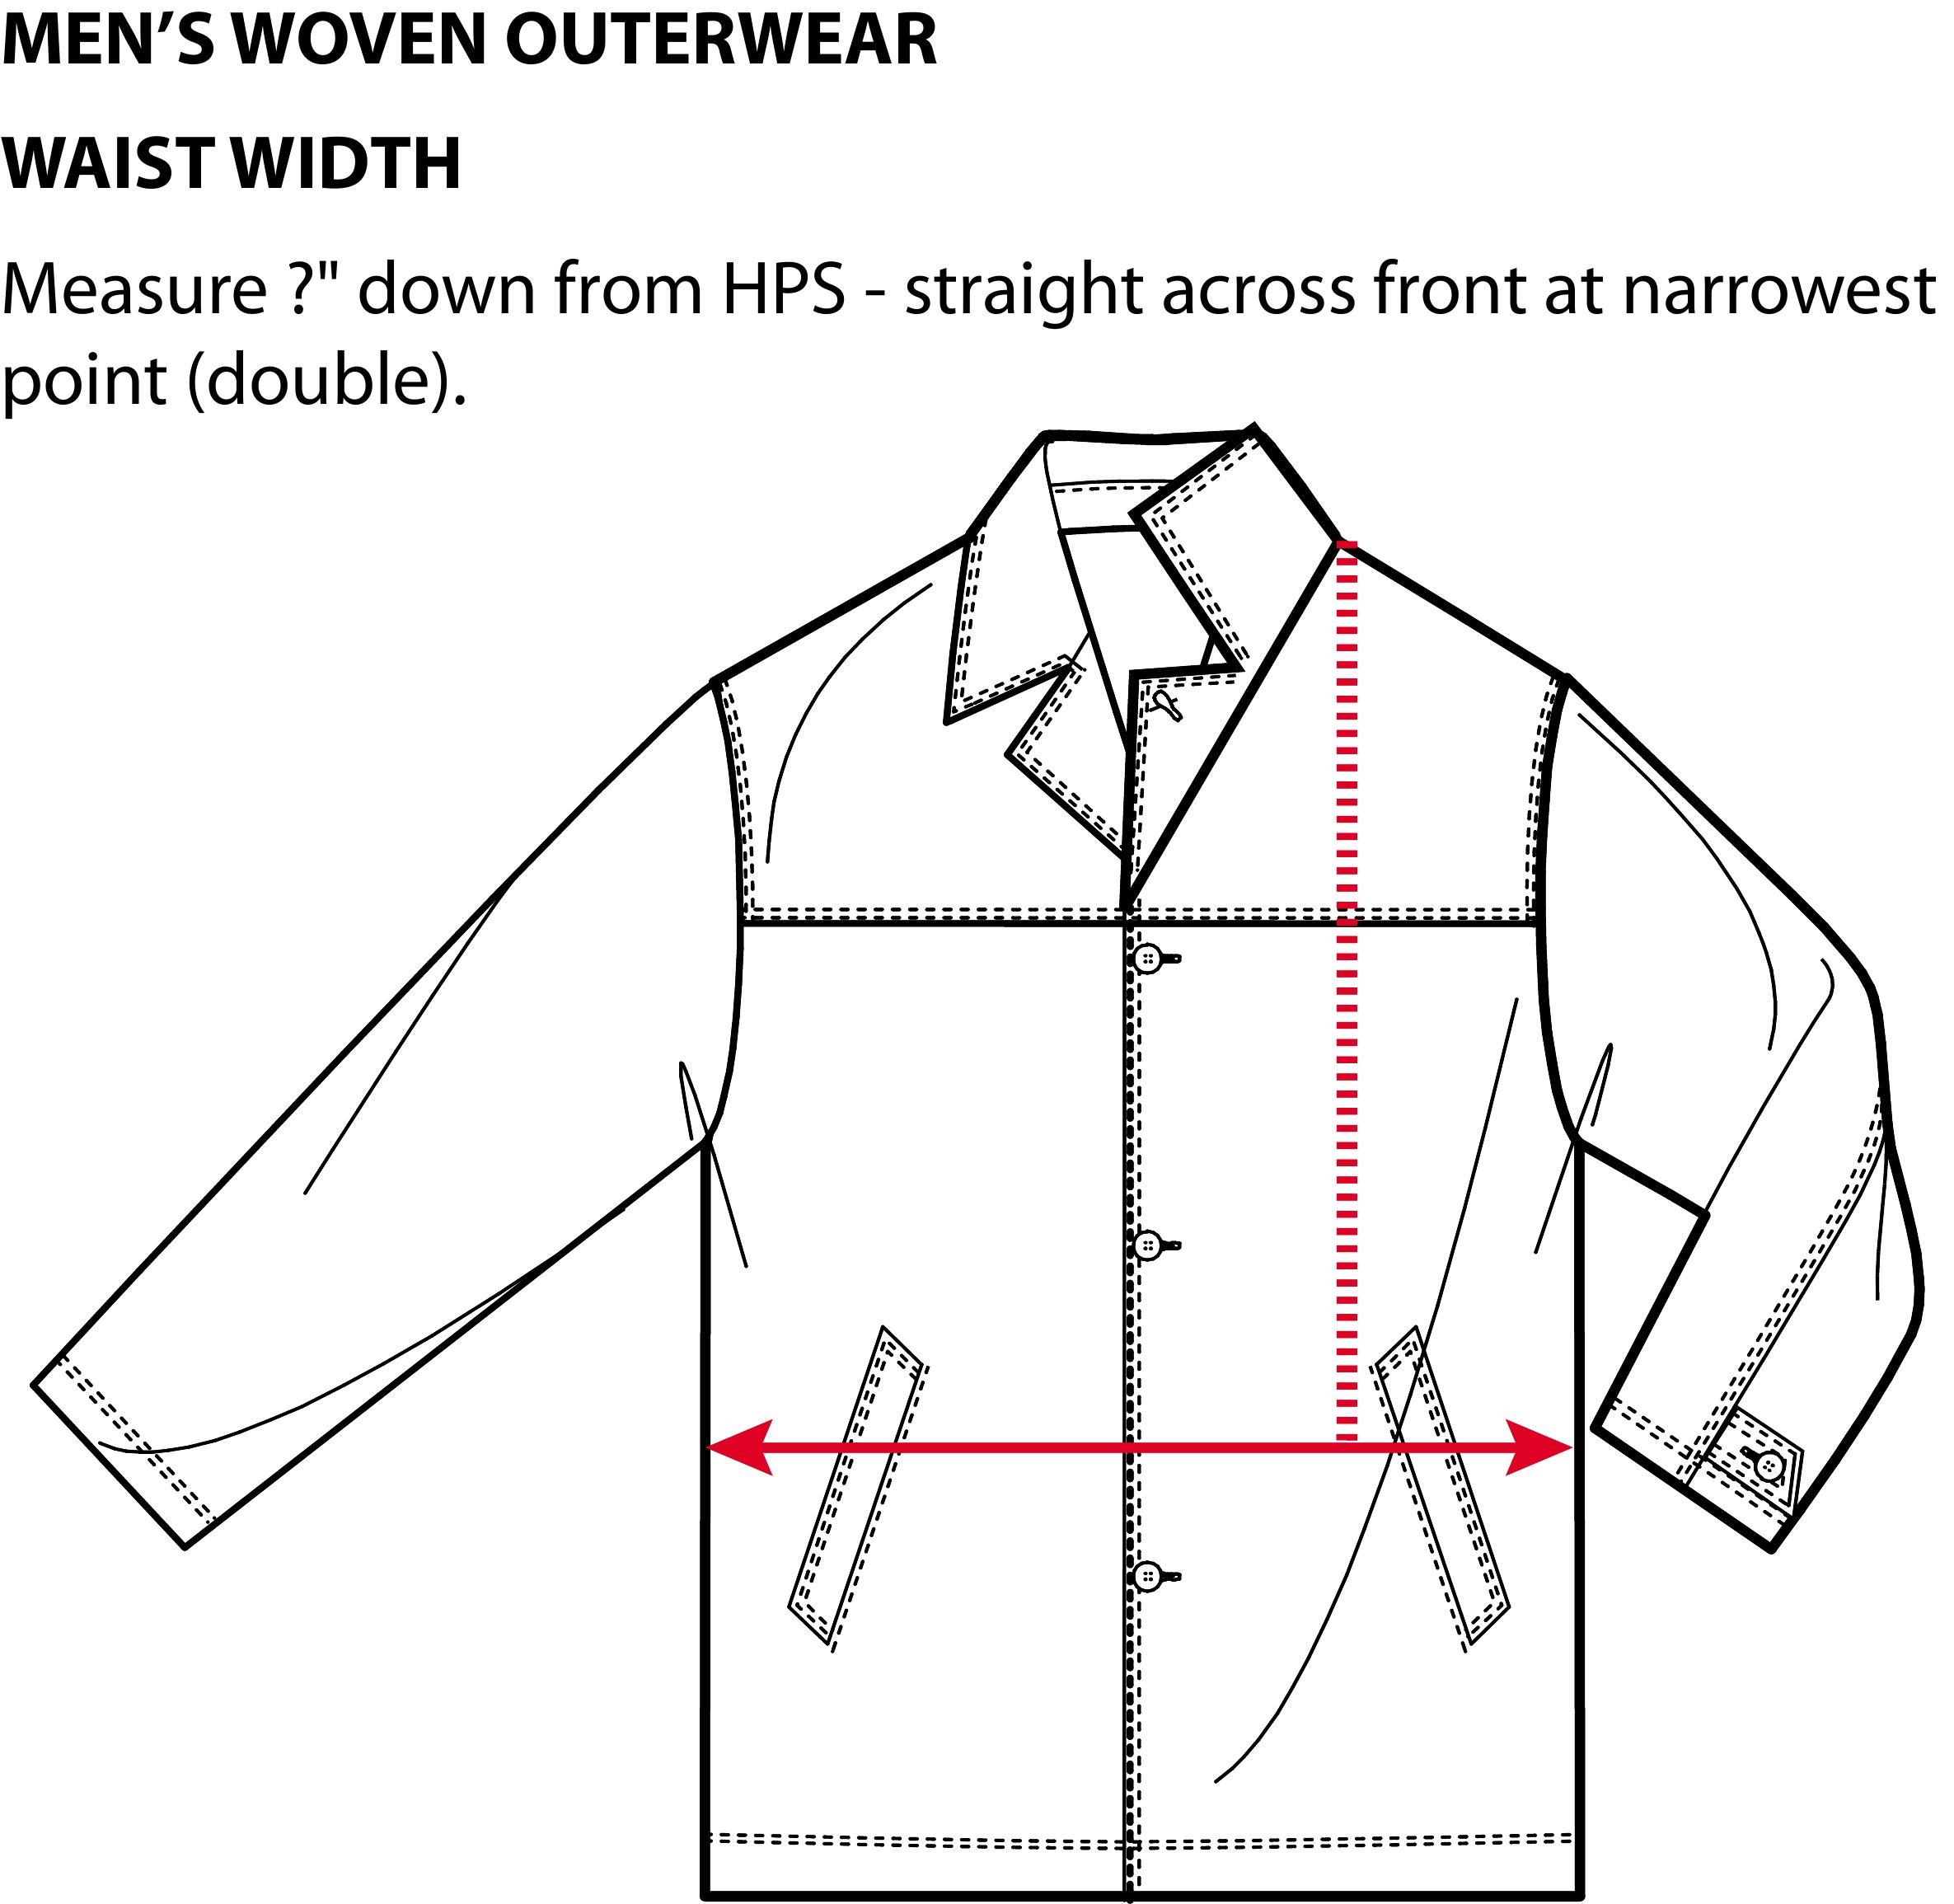 MEN'S WOVEN OUTERWEAR
WAIST WIDTH
Measure ?" down from HPS - straight across front at narrowest
point (double).